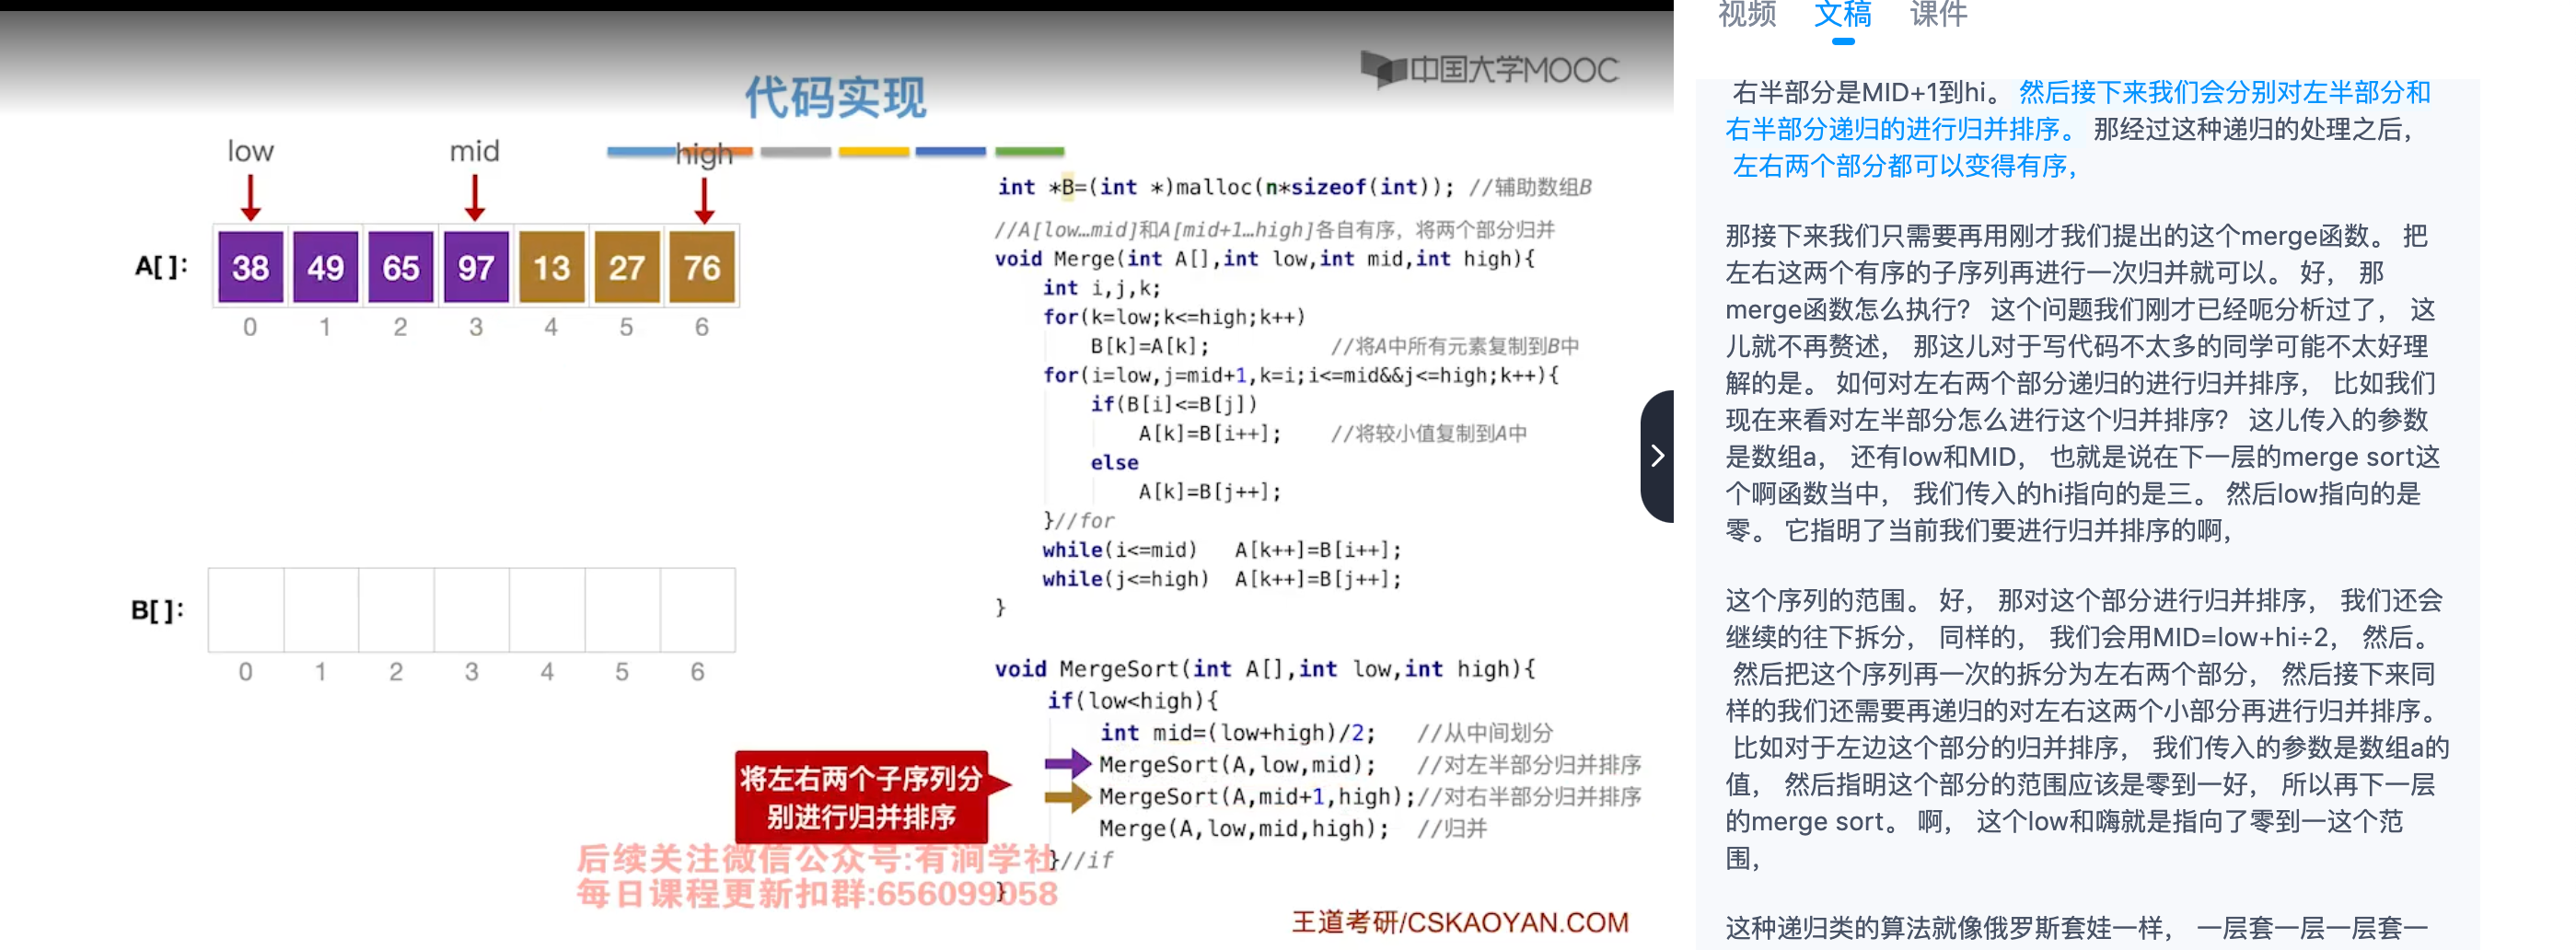 中国大学MOOC
代码实现
low mid high
A[ ]: 38 49 65 97 13 27 76
0 1 2 3 4 5 6
B[ ]:
0 1 2 3 4 5 6
int *B=(int *)malloc(n*sizeof(int)); //辅助数组B
//A[low…mid]和A[mid+1…high]各自有序，将两个部分归并
void Merge(int A[],int low,int mid,int high){
int i,j,k;
for(k=low;k<=high;k++)
B[k]=A[k]; //将A中所有元素复制到B中
for(i=low,j=mid+1,k=i;i<=mid&&j<=high;k++){
if(B[i]<=B[j])
A[k]=B[i++]; //将较小值复制到A中
else
A[k]=B[j++];
}//for
while(i<=mid) A[k++]=B[i++];
while(j<=high) A[k++]=B[j++];
}
void MergeSort(int A[],int low,int high){
if(low<high){
int mid=(low+high)/2; //从中间划分
MergeSort(A,low,mid); //对左半部分归并排序
MergeSort(A,mid+1,high);//对右半部分归并排序
Merge(A,low,mid,high); //归并
}//if
}
将左右两个子序列分
别进行归并排序
后续关注微信公众号:有涧学社
每日课程更新扣群:656099058
王道考研/CSKAOYAN.COM
视频 文稿 课件
右半部分是MID+1到hi。 然后接下来我们会分别对左半部分和
右半部分递归的进行归并排序。 那经过这种递归的处理之后，
左右两个部分都可以变得有序，
那接下来我们只需要再用刚才我们提出的这个merge函数。 把
左右这两个有序的子序列再进行一次归并就可以。 好， 那
merge函数怎么执行？ 这个问题我们刚才已经呃分析过了， 这
儿就不再赘述， 那这儿对于写代码不太多的同学可能不太好理
解的是。 如何对左右两个部分递归的进行归并排序， 比如我们
现在来看对左半部分怎么进行这个归并排序？ 这儿传入的参数
是数组a， 还有low和MID， 也就是说在下一层的merge sort这
个啊函数当中， 我们传入的hi指向的是三。 然后low指向的是
零。 它指明了当前我们要进行归并排序的啊，
这个序列的范围。 好， 那对这个部分进行归并排序， 我们还会
继续的往下拆分， 同样的， 我们会用MID=low+hi÷2， 然后。
然后把这个序列再一次的拆分为左右两个部分， 然后接下来同
样的我们还需要再递归的对左右这两个小部分再进行归并排序。
比如对于左边这个部分的归并排序， 我们传入的参数是数组a的
值， 然后指明这个部分的范围应该是零到一好， 所以再下一层
的merge sort。 啊， 这个low和嗨就是指向了零到一这个范
围，
这种递归类的算法就像俄罗斯套娃一样， 一层套一层一层套一